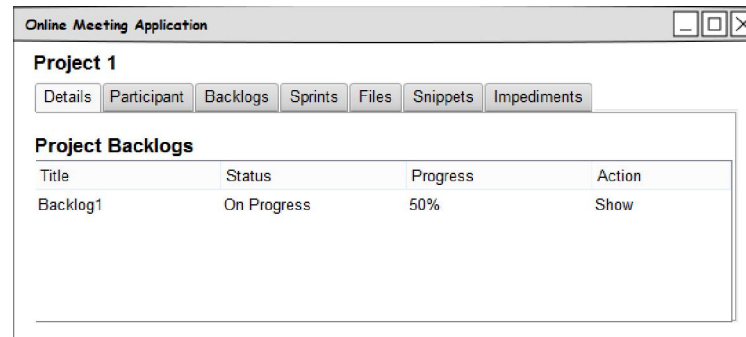 Online Meeting Application
Project 1
Details Participant Backlogs Sprints Files Snippets Impediments
Project Backlogs
Title Status Progress Action
Backlog1 On Progress 50% Show